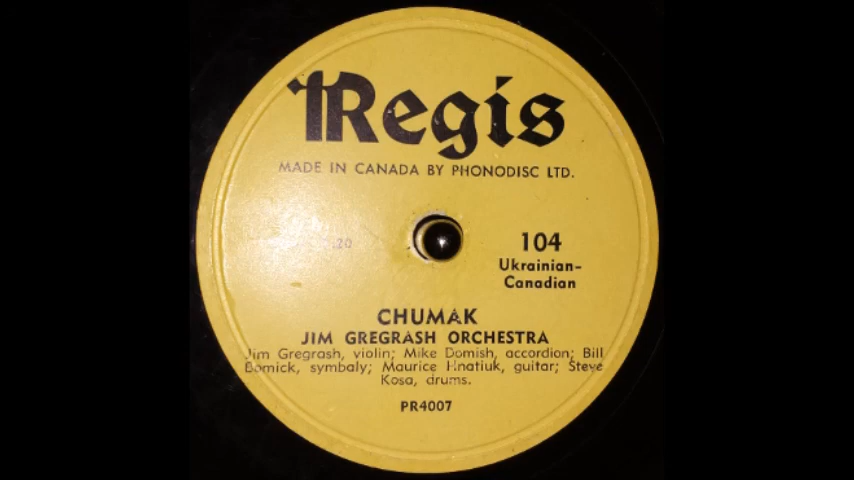 Regis
MADE IN CANADA BY PHONODISC LTD.
104
Ukrainian-
Canadian
CHUMAK
JIM GREGRASH ORCHESTRA
Jim Gregrash, violin; Mike Domish, accordion; Bill
Bomick, symbaly; Maurice Hnatiuk, guitar; Steve
Kosa, drums.
PR4007